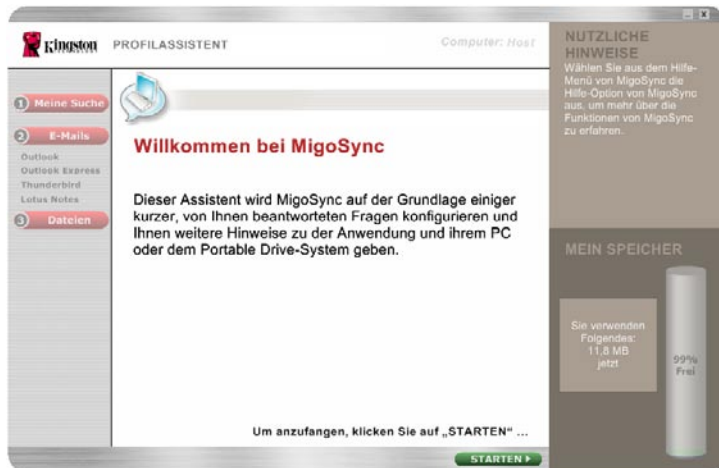 Kingston
TECHNOLOGY
PROFILASSISTENT
Computer: Host
1 Meine Suche
2 E-Mails
Outlook
Outlook Express
Thunderbird
Lotus Notes
3 Dateien
Willkommen bei MigoSync
Dieser Assistent wird MigoSync auf der Grundlage einiger
kurzer, von Ihnen beantworteten Fragen konfigurieren und
Ihnen weitere Hinweise zu der Anwendung und ihrem PC
oder dem Portable Drive-System geben.
Um anzufangen, klicken Sie auf „STARTEN“ ...
STARTEN
NUTZLICHE
HINWEISE
Wählen Sie aus dem Hilfe-
Menü von MigoSync die
Hilfe-Option von MigoSync
aus, um mehr über die
Funktionen von MigoSync
zu erfahren.
MEIN SPEICHER
Sie verwenden
Folgendes:
11,8 MB
jetzt
99%
Frei